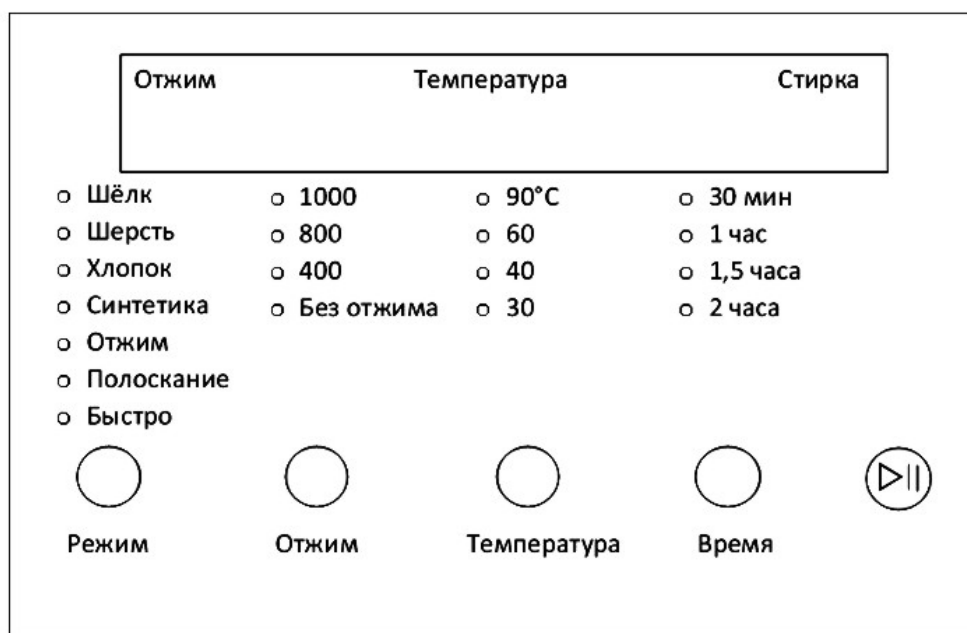 Отжим Температура Стирка
Шёлк 1000 90°C 30 мин
Шерсть 800 60 1 час
Хлопок 400 40 1,5 часа
Синтетика Без отжима 30 2 часа
Отжим
Полоскание
Быстро
Режим Отжим Температура Время